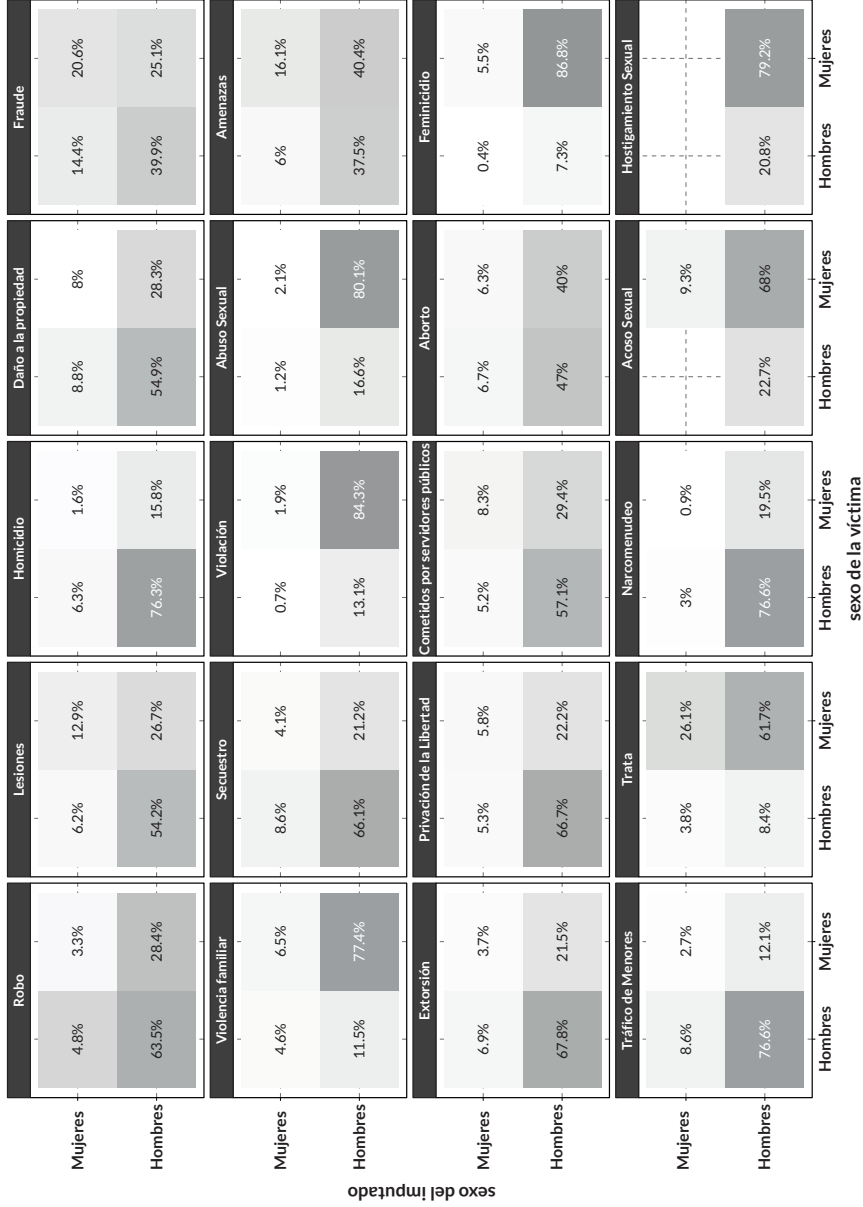 Robo
Lesiones
Homicidio
Daño a la propiedad
Fraude
Mujeres
4.8%
3.3%
6.2%
12.9%
6.3%
1.6%
8.8%
8%
14.4%
20.6%
Hombres
63.5%
28.4%
54.2%
26.7%
76.3%
15.8%
54.9%
28.3%
39.9%
25.1%
Violencia familiar
Secuestro
Violación
Abuso Sexual
Amenazas
Mujeres
4.6%
6.5%
8.6%
4.1%
0.7%
1.9%
1.2%
2.1%
6%
16.1%
Hombres
11.5%
77.4%
66.1%
21.2%
13.1%
84.3%
16.6%
80.1%
37.5%
40.4%
Extorsión
Privación de la Libertad
Cometidos por servidores públicos
Aborto
Feminicidio
Mujeres
6.9%
3.7%
5.3%
5.8%
5.2%
8.3%
6.7%
6.3%
0.4%
5.5%
Hombres
67.8%
21.5%
66.7%
22.2%
57.1%
29.4%
47%
40%
7.3%
86.8%
Tráfico de Menores
Trata
Narcomenudeo
Acoso Sexual
Hostigamiento Sexual
Mujeres
8.6%
2.7%
3.8%
26.1%
3%
0.9%
9.3%
Hombres
76.6%
12.1%
8.4%
61.7%
76.6%
19.5%
22.7%
68%
20.8%
79.2%
Hombres
Mujeres
Hombres
Mujeres
Hombres
Mujeres
Hombres
Mujeres
Hombres
Mujeres
sexo de la víctima
sexo del imputado